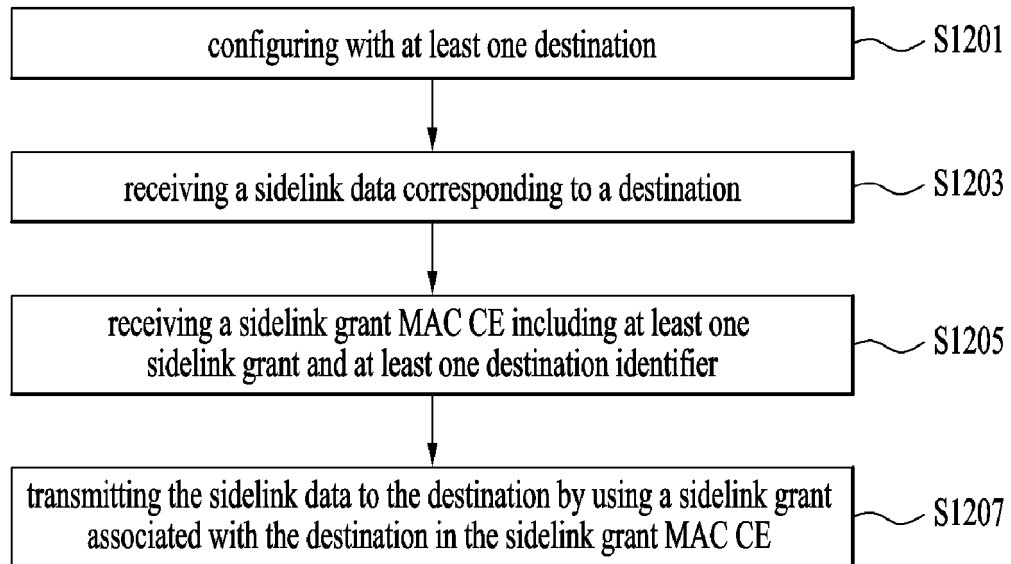 configuring with at least one destination
S1201
receiving a sidelink data corresponding to a destination
S1203
receiving a sidelink grant MAC CE including at least one
sidelink grant and at least one destination identifier
S1205
transmitting the sidelink data to the destination by using a sidelink grant
associated with the destination in the sidelink grant MAC CE
S1207